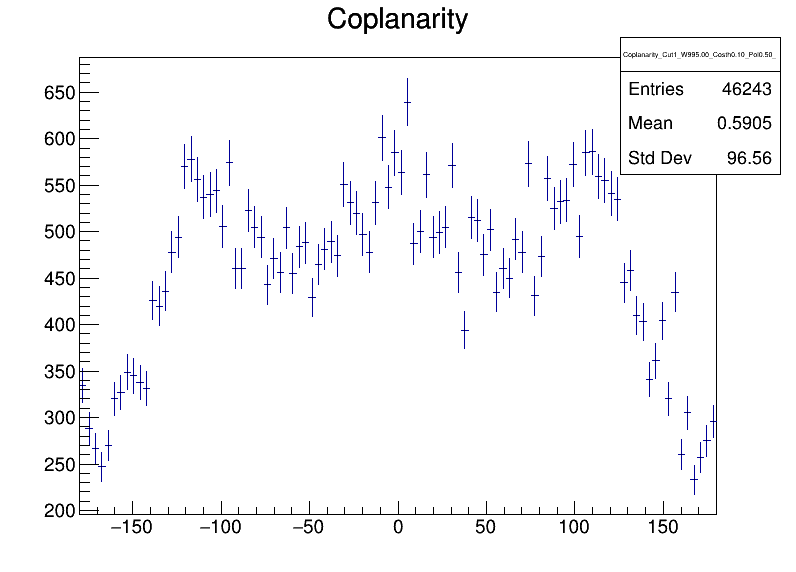 Coplanarity
Coplanarity_Cut1_W995.00_Costh0.10_Pol0.50_
Entries 46243
Mean 0.5905
Std Dev 96.56
650
600
550
500
450
400
350
300
250
200
−150 −100 −50 0 50 100 150